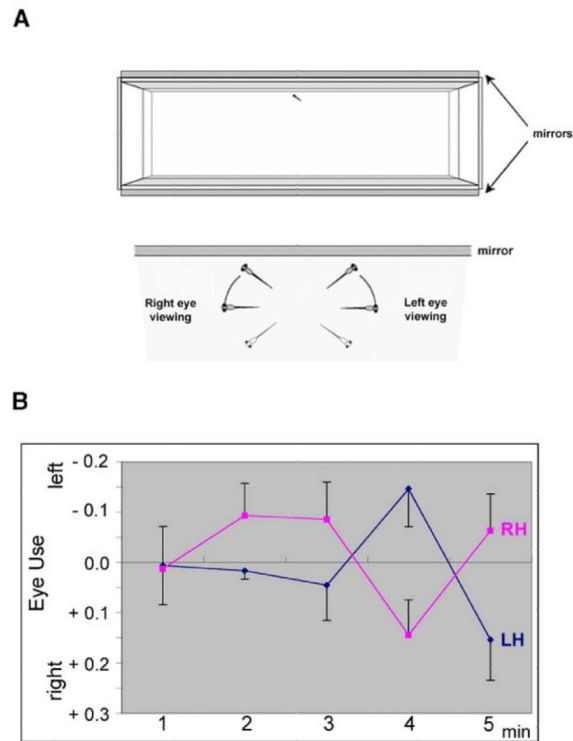 A
mirrors
mirror
Right eye
viewing
Left eye
viewing
B
left
Eye Use
right
- 0.2
- 0.1
0.0
+ 0.1
+ 0.2
+ 0.3
RH
LH
1 2 3 4 5 min